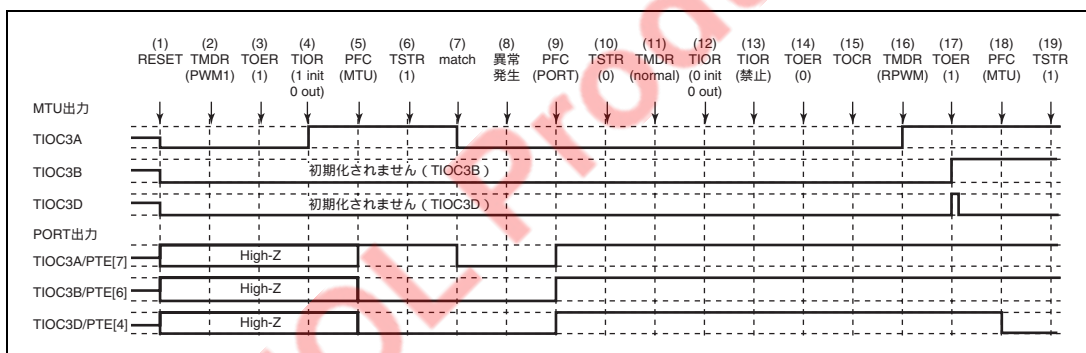 (1) (2) (3) (4) (5) (6) (7) (8) (9) (10) (11) (12) (13) (14) (15) (16) (17) (18) (19)
RESET TMDR TOER TIOR PFC TSTR match 異常 PFC TSTR TMDR TIOR TIOR TOER TOCR TMDR TOER PFC TSTR
(PWM1) (1) (1 init (MTU) (1) 発生 (PORT) (0) (normal) (0 init (禁止) (0) (RPWM) (1) (MTU) (1)
0 out) 0 out)
MTU出力
TIOC3A
TIOC3B 初期化されません（TIOC3B）
TIOC3D 初期化されません（TIOC3D）
PORT出力
TIOC3A/PTE[7] High-Z
TIOC3B/PTE[6] High-Z
TIOC3D/PTE[4] High-Z